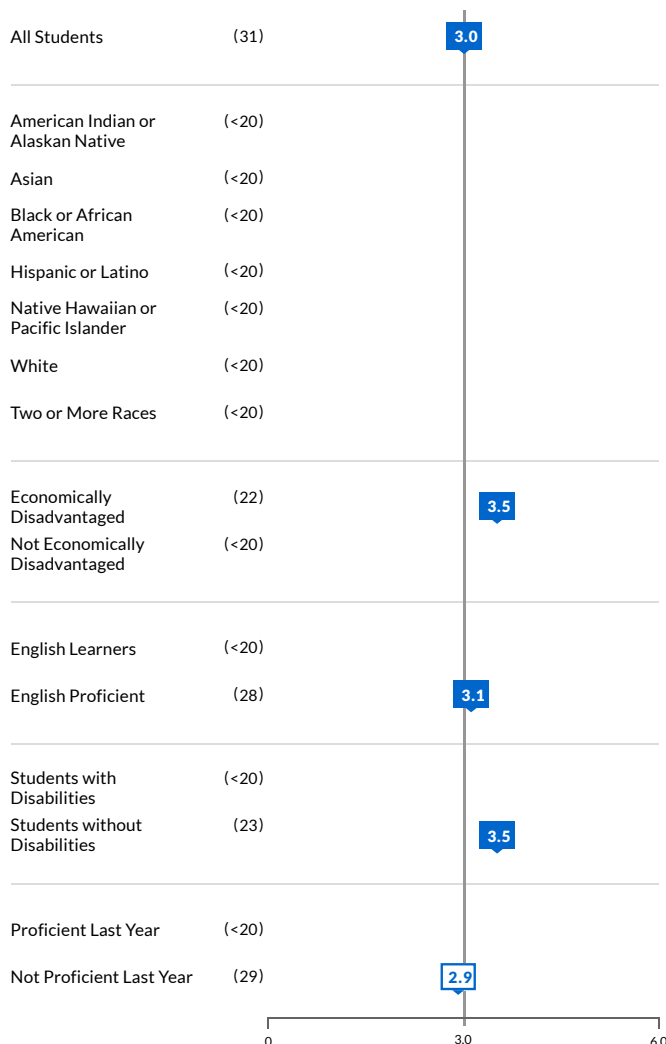 All Students (31) 3.0
American Indian or (<20)
Alaskan Native
Asian (<20)
Black or African (<20)
American
Hispanic or Latino (<20)
Native Hawaiian or (<20)
Pacific Islander
White (<20)
Two or More Races (<20)
Economically (22) 3.5
Disadvantaged
Not Economically (<20)
Disadvantaged
English Learners (<20)
English Proficient (28) 3.1
Students with (<20)
Disabilities
Students without (23) 3.5
Disabilities
Proficient Last Year (<20)
Not Proficient Last Year (29) 2.9
0 3.0 6.0